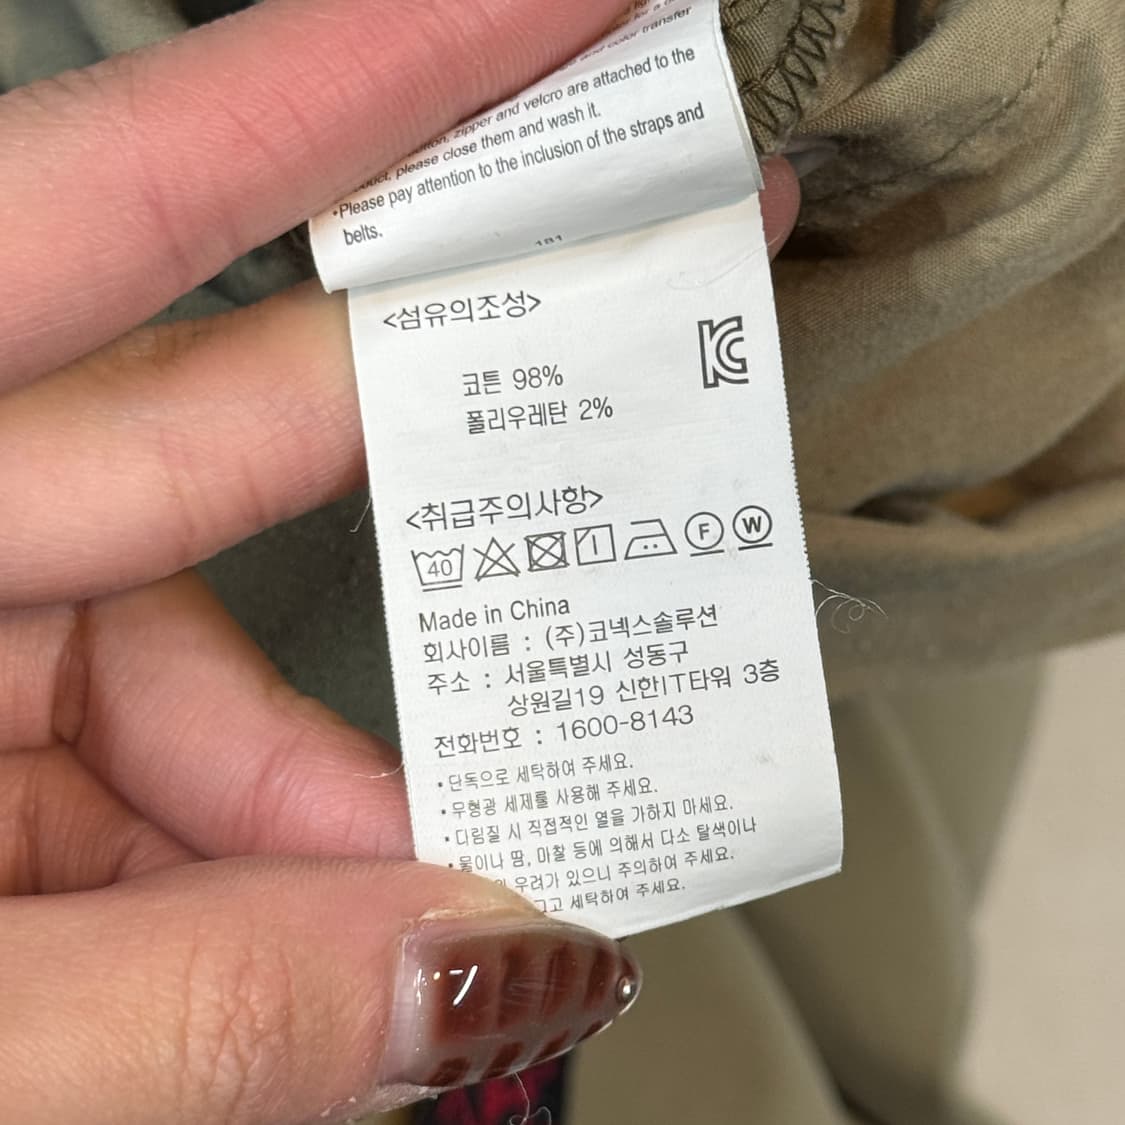 color transfer
zipper and velcro are attached to the
please close them and wash it.
•Please pay attention to the inclusion of the straps and
belts.
181
<섬유의조성>
코튼 98%
폴리우레탄 2%
<취급주의사항>
40 F W
Made in China
회사이름 : (주)코넥스솔루션
주소 : 서울특별시 성동구
상원길19 신한IT타워 3층
전화번호 : 1600-8143
•단독으로 세탁하여 주세요.
•무형광 세제를 사용해 주세요.
•다림질 시 직접적인 열을 가하지 마세요.
•물이나 땀, 마찰 등에 의해서 다소 탈색이나
우려가 있으니 주의하여 주세요.
세탁하여 주세요.